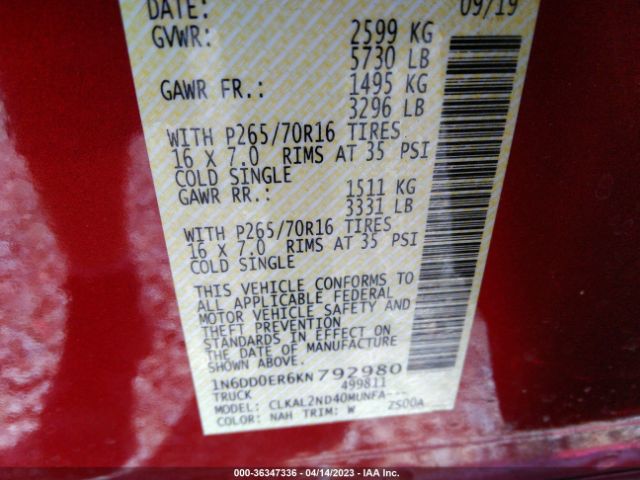 DATE: 09/19
GVWR: 2599 KG
5730 LB
GAWR FR.: 1495 KG
3296 LB
WITH P265/70R16 TIRES
16 X 7.0 RIMS AT 35 PSI
COLD SINGLE
GAWR RR.: 1511 KG
3331 LB
WITH P265/70R16 TIRES
16 X 7.0 RIMS AT 35 PSI
COLD SINGLE
THIS VEHICLE CONFORMS TO
ALL APPLICABLE FEDERAL
MOTOR VEHICLE SAFETY AND
THEFT PREVENTION
STANDARDS IN EFFECT ON
THE DATE OF MANUFACTURE
SHOWN ABOVE.
1N6DD0ER6KN792980
TRUCK 499811
MODEL: CLKAL2ND40MUNFA---
COLOR: NAH TRIM: W ZS00A
000-36347336 - 04/14/2023 - IAA Inc.